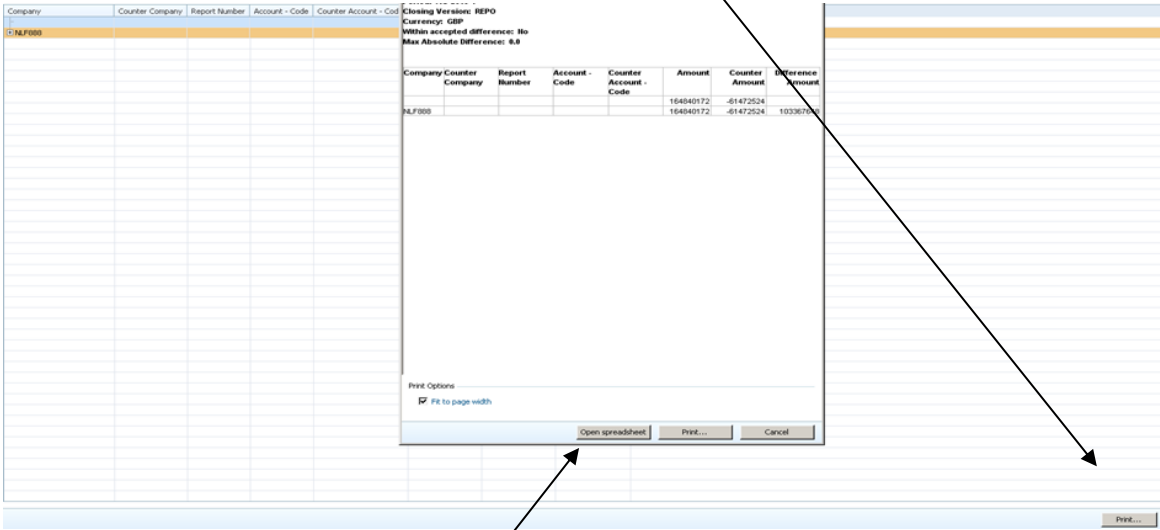 Company Counter Company Report Number Account - Code Counter Account - Cod
NLF888
Closing Version: REPO
Currency: GBP
Within accepted difference: No
Max Absolute Difference: 0.0
Company Counter Company Report Number Account - Code Counter Account - Code Amount Counter Amount Difference Amount
164840172 -61472524
NLF888 164840172 -61472524 103367648
Print Options
Fit to page width
Open spreadsheet Print... Cancel
Print...